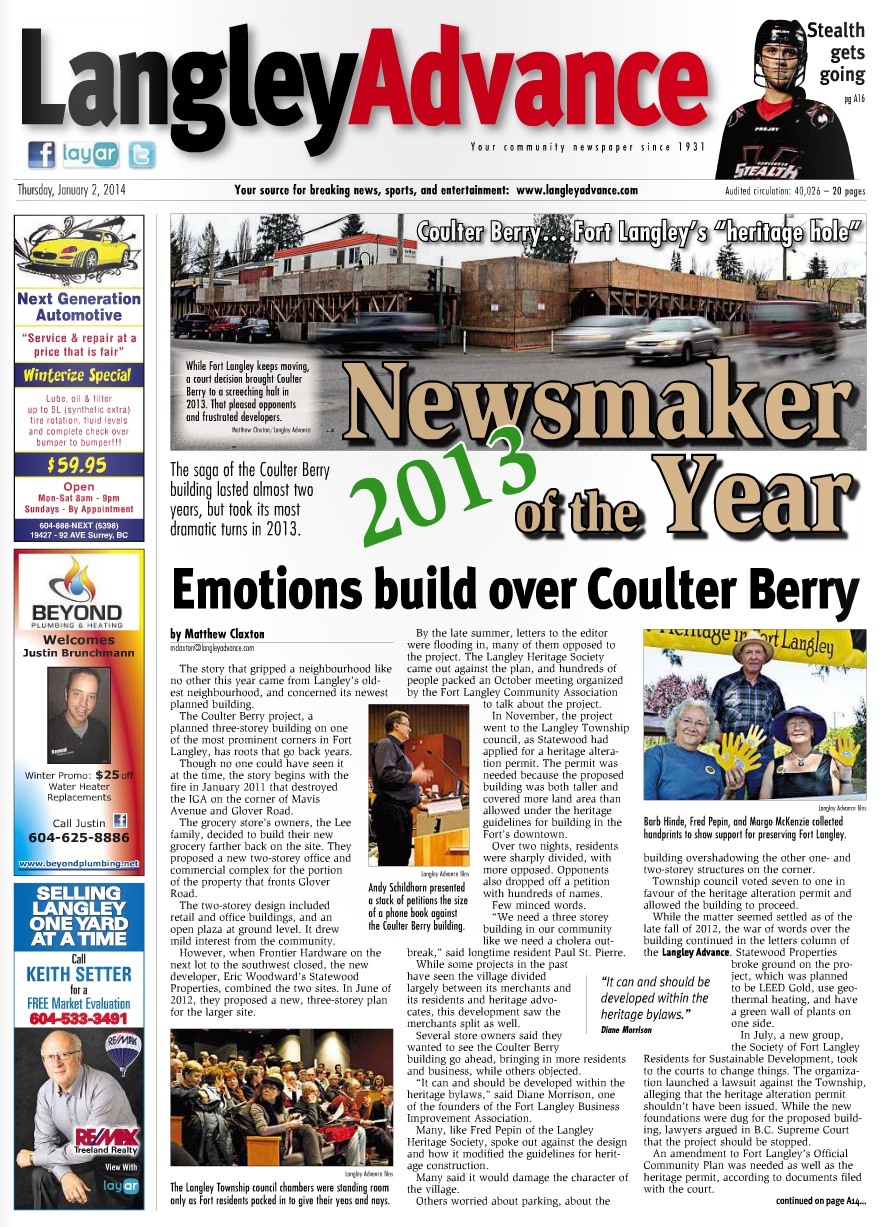 LangleyAdvance
Your community newspaper since 1931
Stealth
gets
going
pg A16
PROJOY
VANCOUVER
STEALTH
f layar
Thursday, January 2, 2014
Your source for breaking news, sports, and entertainment: www.langleyadvance.com
Audited circulation: 40,026 – 20 pages
Next Generation
Automotive
“Service & repair at a
price that is fair”
Winterize Special
Lube, oil & filter
up to 5L (synthetic extra)
tire rotation, fluid levels
and complete check over
bumper to bumper!!!
$59.95
Open
Mon-Sat 8am - 9pm
Sundays - By Appointment
604-888-NEXT (6398)
19427 - 92 AVE Surrey, BC
BEYOND
PLUMBING & HEATING
Welcomes
Justin Brunchmann
Beyond
Winter Promo: $25 off
Water Heater
Replacements
Call Justin f
604-625-8886
www.beyondplumbing.net
SELLING
LANGLEY
ONE YARD
AT A TIME
Call
KEITH SETTER
for a
FREE Market Evaluation
604-533-3491
RE/MAX
RE/MAX
Treeland Realty
View With
layar
Coulter Berry... Fort Langley’s “heritage hole”
While Fort Langley keeps moving,
a court decision brought Coulter
Berry to a screeching halt in
2013. That pleased opponents
and frustrated developers.
Matthew Claxton/Langley Advance
Newsmaker
2013
of the Year
The saga of the Coulter Berry
building lasted almost two
years, but took its most
dramatic turns in 2013.
Emotions build over Coulter Berry
by Matthew Claxton
mclaxton@langleyadvance.com
The story that gripped a neighbourhood like
no other this year came from Langley’s old-
est neighbourhood, and concerned its newest
planned building.
The Coulter Berry project, a
planned three-storey building on one
of the most prominent corners in Fort
Langley, has roots that go back years.
Though no one could have seen it
at the time, the story begins with the
fire in January 2011 that destroyed
the IGA on the corner of Mavis
Avenue and Glover Road.
The grocery store’s owners, the Lee
family, decided to build their new
grocery farther back on the site. They
proposed a new two-storey office and
commercial complex for the portion
of the property that fronts Glover
Road.
The two-storey design included
retail and office buildings, and an
open plaza at ground level. It drew
mild interest from the community.
However, when Frontier Hardware on the
next lot to the southwest closed, the new
developer, Eric Woodward’s Statewood
Properties, combined the two sites. In June of
2012, they proposed a new, three-storey plan
for the larger site.
Langley Advance files
The Langley Township council chambers were standing room
only as Fort residents packed in to give their yeas and nays.
By the late summer, letters to the editor
were flooding in, many of them opposed to
the project. The Langley Heritage Society
came out against the plan, and hundreds of
people packed an October meeting organized
by the Fort Langley Community Association
to talk about the project.
In November, the project
went to the Langley Township
council, as Statewood had
applied for a heritage altera-
tion permit. The permit was
needed because the proposed
building was both taller and
covered more land area than
allowed under the heritage
guidelines for building in the
Fort’s downtown.
Over two nights, residents
were sharply divided, with
more opposed. Opponents
also dropped off a petition
with hundreds of names.
Few minced words.
“We need a three storey
building in our community
like we need a cholera out-
break,” said longtime resident Paul St. Pierre.
While some projects in the past
have seen the village divided
largely between its merchants and
its residents and heritage advo-
cates, this development saw the
merchants split as well.
Several store owners said they
wanted to see the Coulter Berry
building go ahead, bringing in more residents
and business, while others objected.
“It can and should be developed within the
heritage bylaws,” said Diane Morrison, one
of the founders of the Fort Langley Business
Improvement Association.
Many, like Fred Pepin of the Langley
Heritage Society, spoke out against the design
and how it modified the guidelines for herit-
age construction.
Many said it would damage the character of
the village.
Others worried about parking, about the
Langley Advance files
Andy Schildhorn presented
a stack of petitions the size
of a phone book against
the Coulter Berry building.
Heritage in Fort Langley
Langley Advance files
Barb Hinde, Fred Pepin, and Margo McKenzie collected
handprints to show support for preserving Fort Langley.
building overshadowing the other one- and
two-storey structures on the corner.
Township council voted seven to one in
favour of the heritage alteration permit and
allowed the building to proceed.
While the matter seemed settled as of the
late fall of 2012, the war of words over the
building continued in the letters column of
the Langley Advance. Statewood Properties
broke ground on the pro-
ject, which was planned
to be LEED Gold, use geo-
thermal heating, and have
a green wall of plants on
one side.
In July, a new group,
the Society of Fort Langley
Residents for Sustainable Development, took
to the courts to change things. The organiza-
tion launched a lawsuit against the Township,
alleging that the heritage alteration permit
shouldn’t have been issued. While the new
foundations were dug for the proposed build-
ing, lawyers argued in B.C. Supreme Court
that the project should be stopped.
An amendment to Fort Langley’s Official
Community Plan was needed as well as the
heritage permit, according to documents filed
with the court.
“It can and should be
developed within the
heritage bylaws.”
Diane Morrison
continued on page A14...